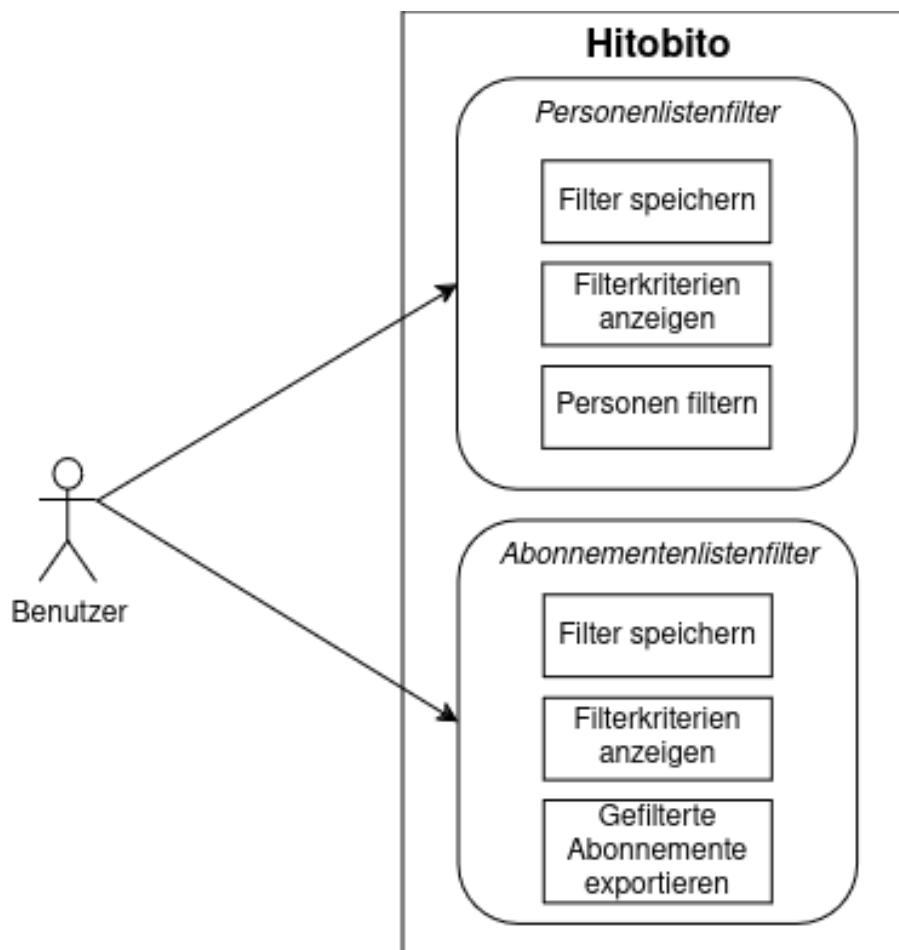 Hitobito
Personenlistenfilter
Filter speichern
Filterkriterien
anzeigen
Personen filtern
Benutzer
Abonnementenlistenfilter
Filter speichern
Filterkriterien
anzeigen
Gefilterte
Abonnemente
exportieren